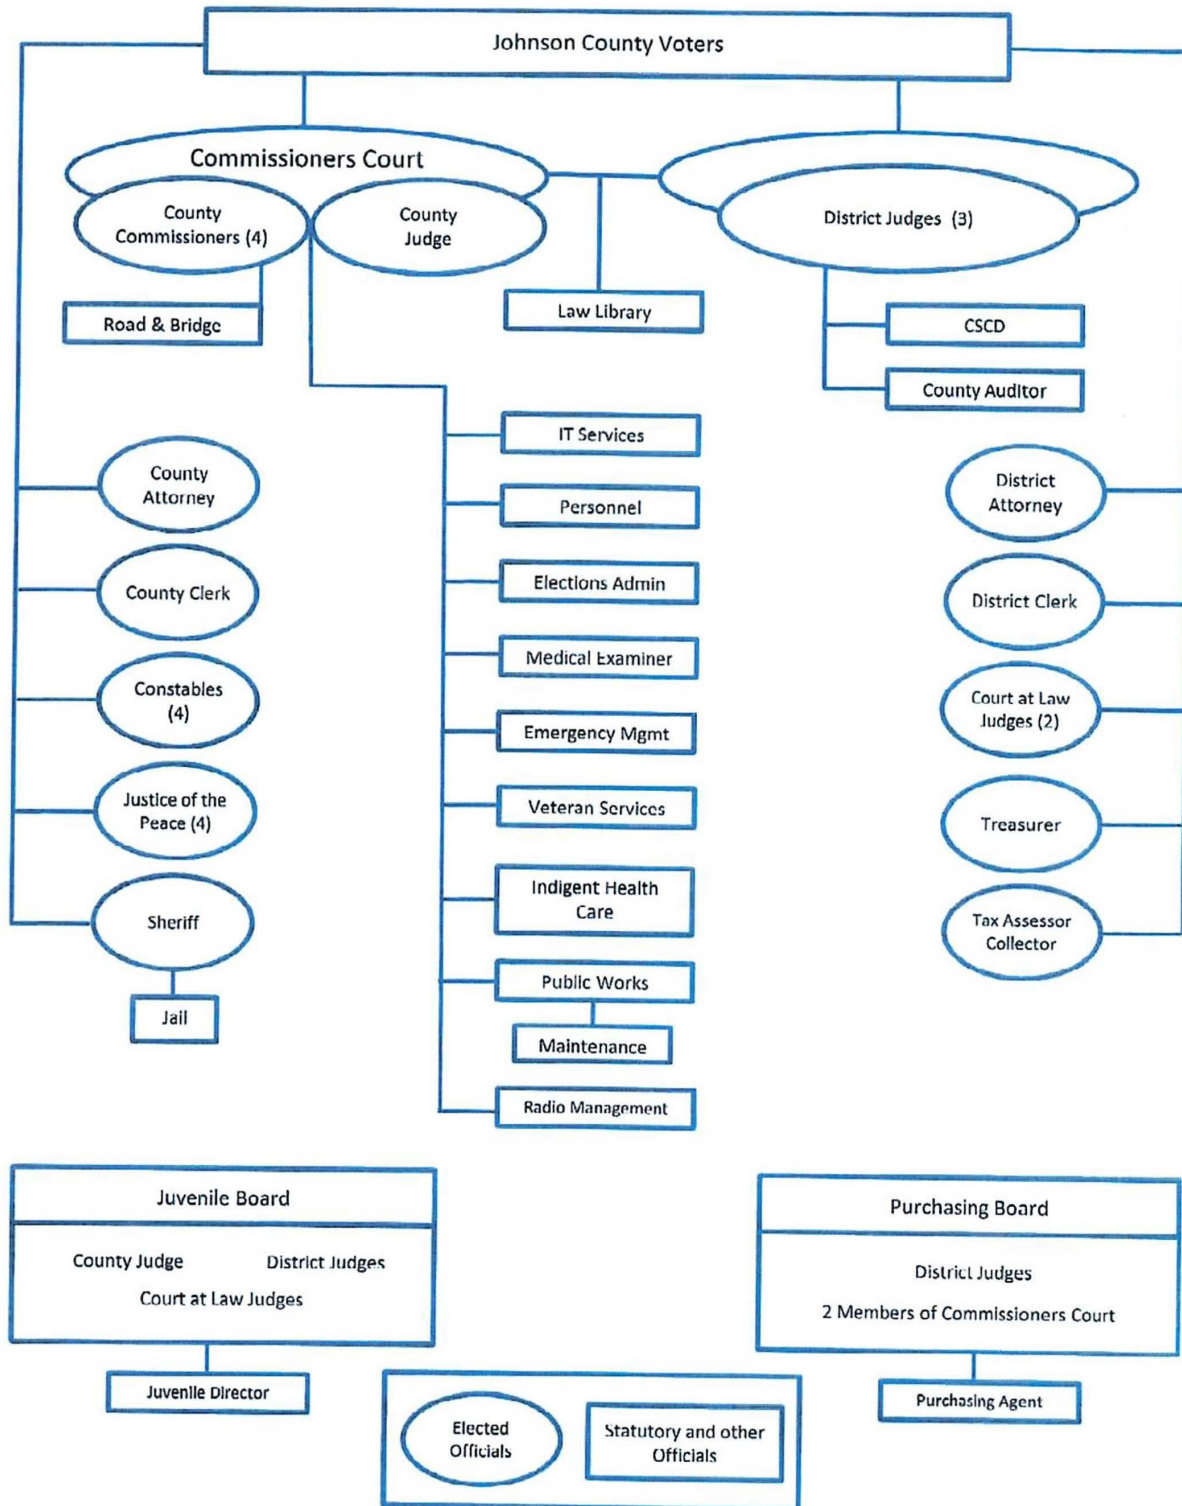 Johnson County Voters
Commissioners Court
County
Commissioners (4)
County
Judge
District Judges (3)
Road & Bridge
Law Library
CSCD
County Auditor
IT Services
Personnel
Elections Admin
Medical Examiner
Emergency Mgmt
Veteran Services
Indigent Health
Care
Public Works
Maintenance
Radio Management
County
Attorney
County Clerk
Constables
(4)
Justice of the
Peace (4)
Sheriff
Jail
District
Attorney
District Clerk
Court at Law
Judges (2)
Treasurer
Tax Assessor
Collector
Juvenile Board
County Judge District Judges
Court at Law Judges
Juvenile Director
Purchasing Board
District Judges
2 Members of Commissioners Court
Purchasing Agent
Elected
Officials
Statutory and other
Officials